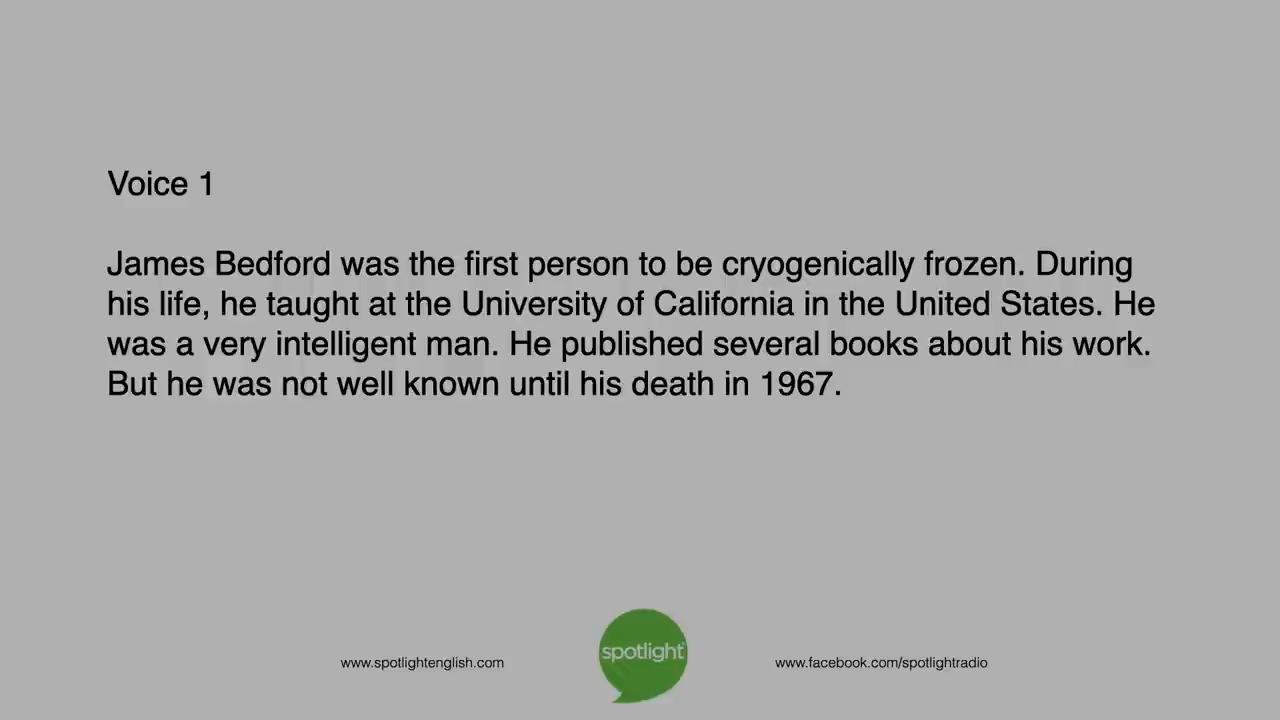 Voice 1
James Bedford was the first person to be cryogenically frozen. During
his life, he taught at the University of California in the United States. He
was a very intelligent man. He published several books about his work.
But he was not well known until his death in 1967.
www.spotlightenglish.com
spotlight
www.facebook.com/spotlightradio